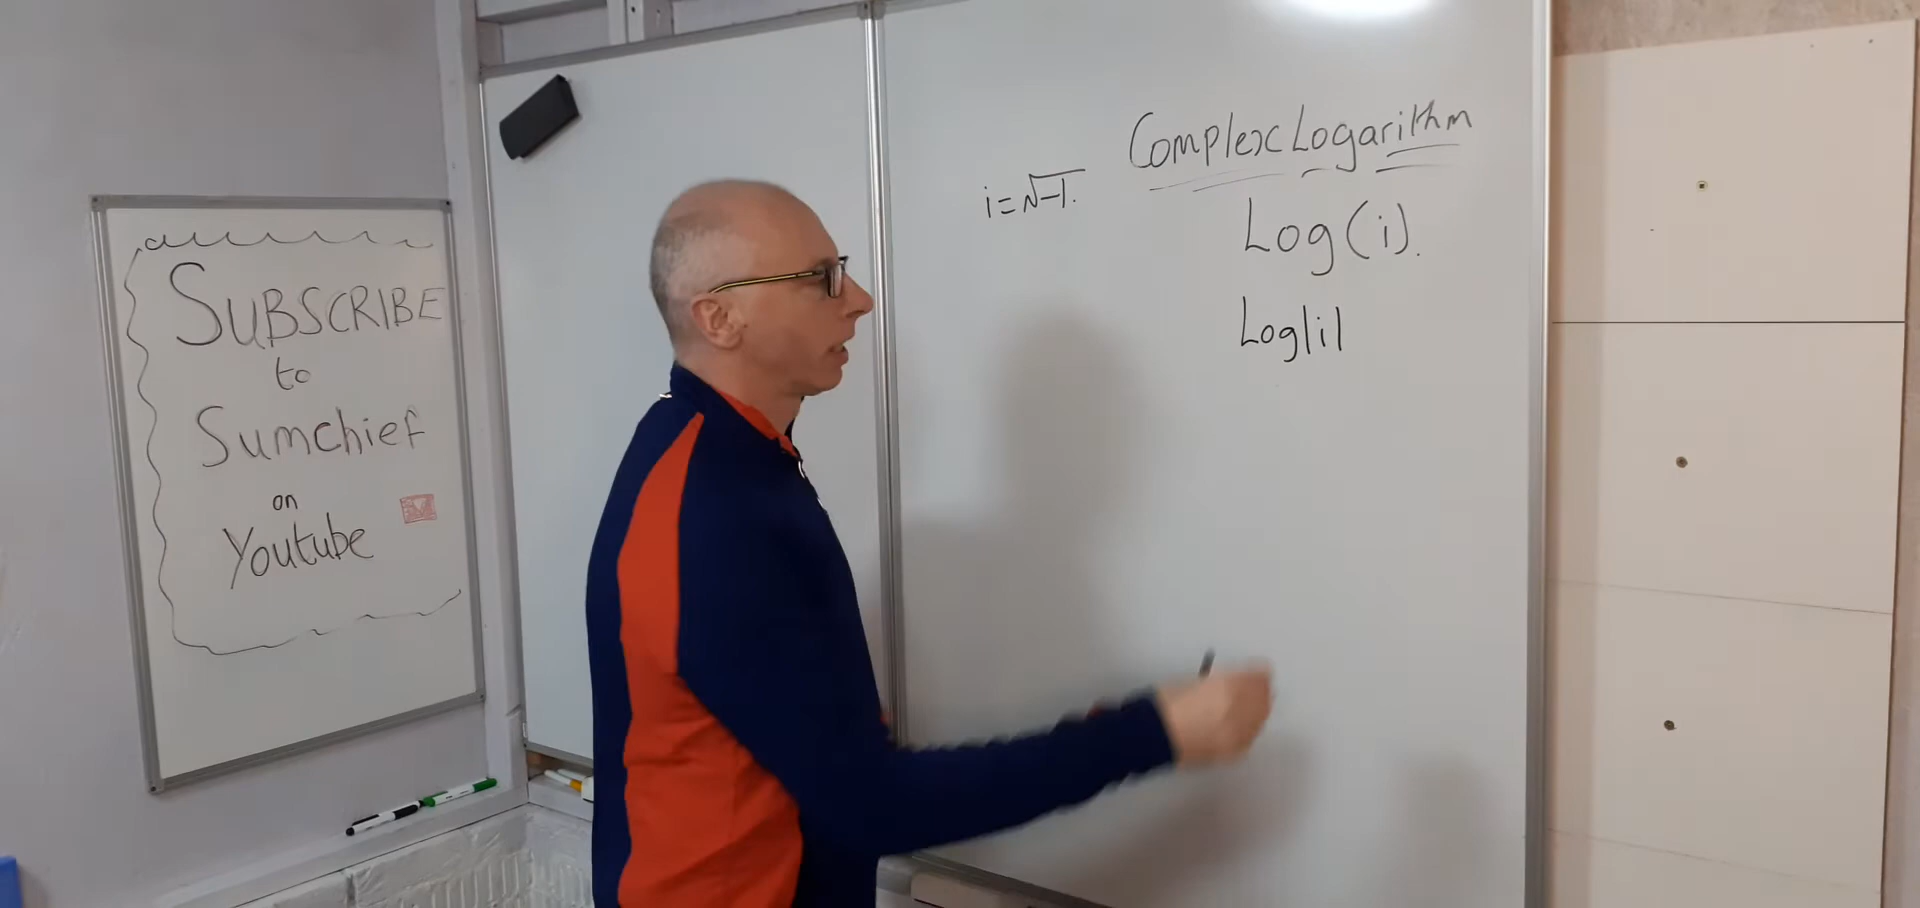 SUBSCRIBE
to
Sumchief
on
Youtube
Complex Logarithm
i=√-1.
Log(i).
Log|i|